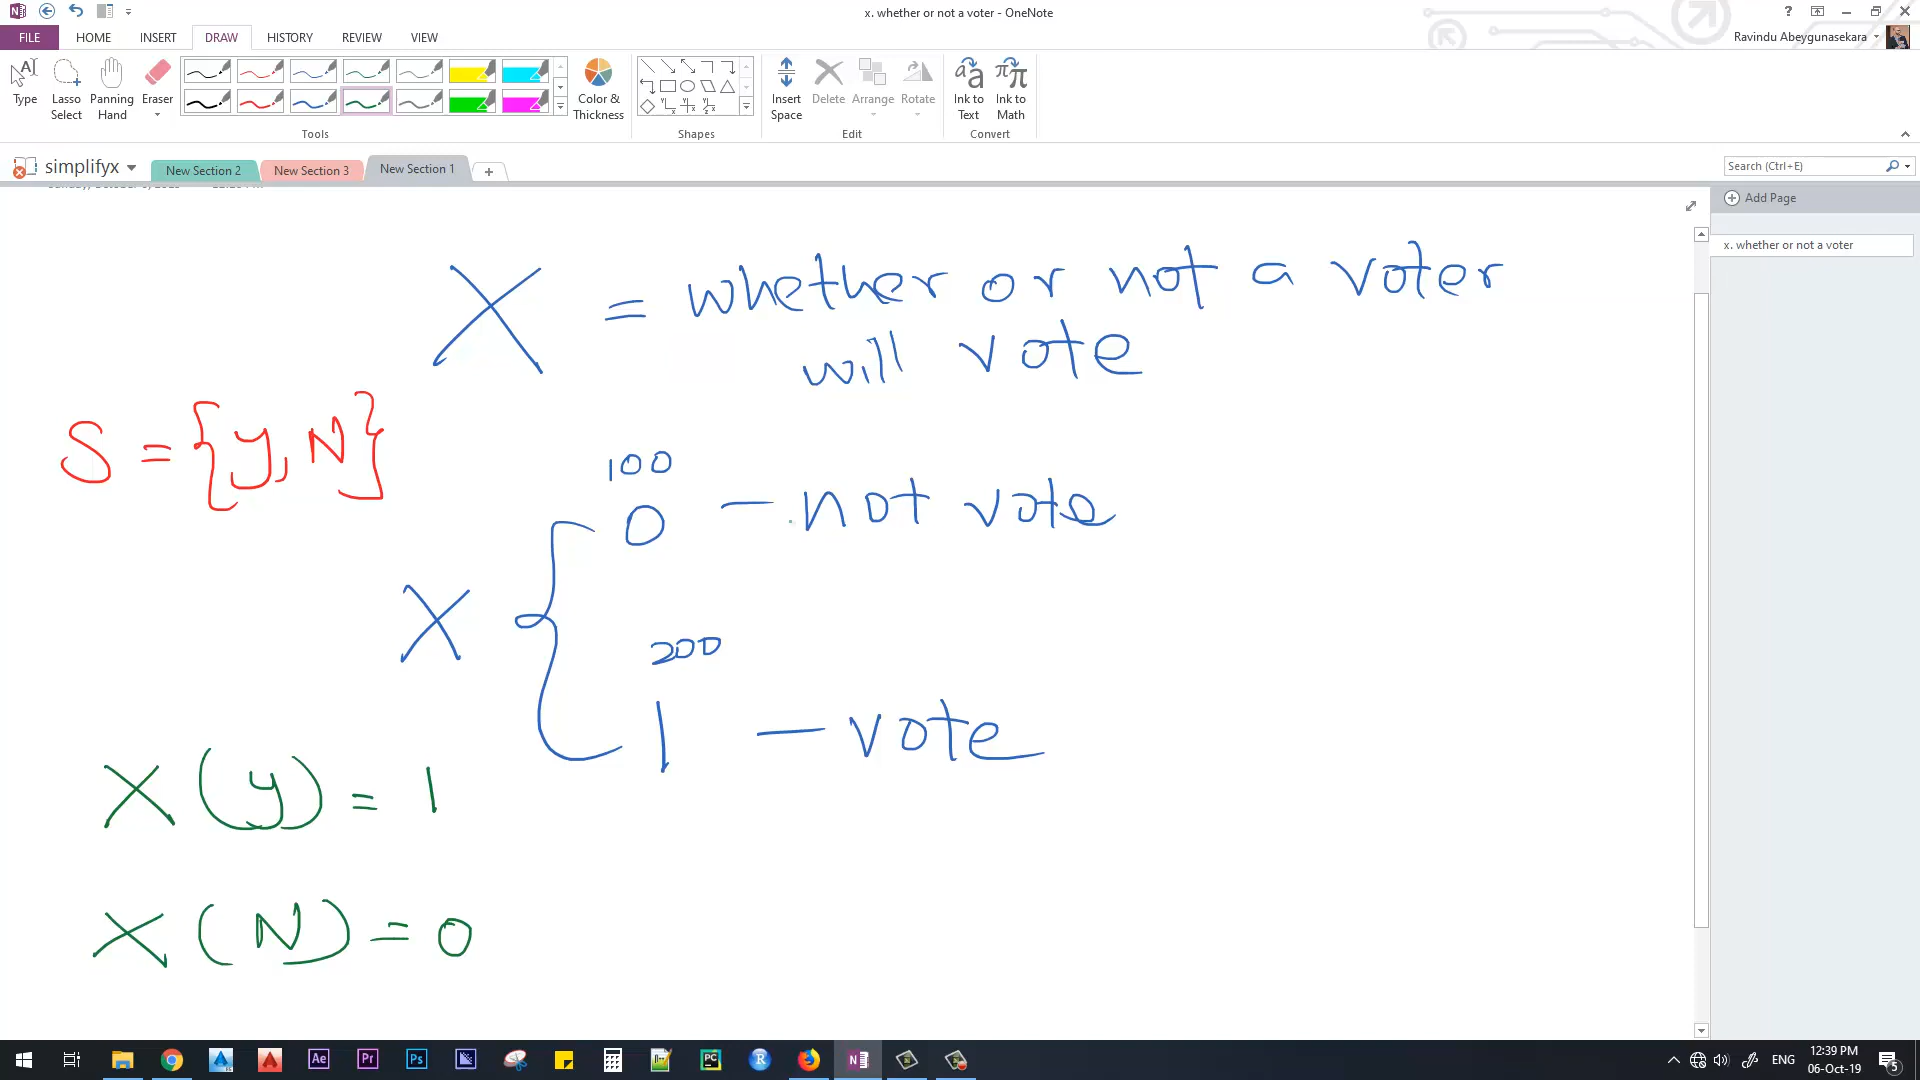 x. whether or not a voter - OneNote
?
FILE HOME INSERT DRAW HISTORY REVIEW VIEW
Ravindu Abeygunasekara
Type
Lasso Select
Panning Hand
Eraser
Color & Thickness
Insert Space
Delete
Arrange
Rotate
Ink to Text
Ink to Math
Tools
Shapes
Edit
Convert
simplifyx
New Section 2
New Section 3
New Section 1
+
Search (Ctrl+E)
Add Page
x. whether or not a voter
X = whether or not a voter
will vote
S = {y, N}
100
0 — not vote
X {
200
1 — vote
X (y) = 1
X (N) = 0
ENG
12:39 PM
06-Oct-19
5